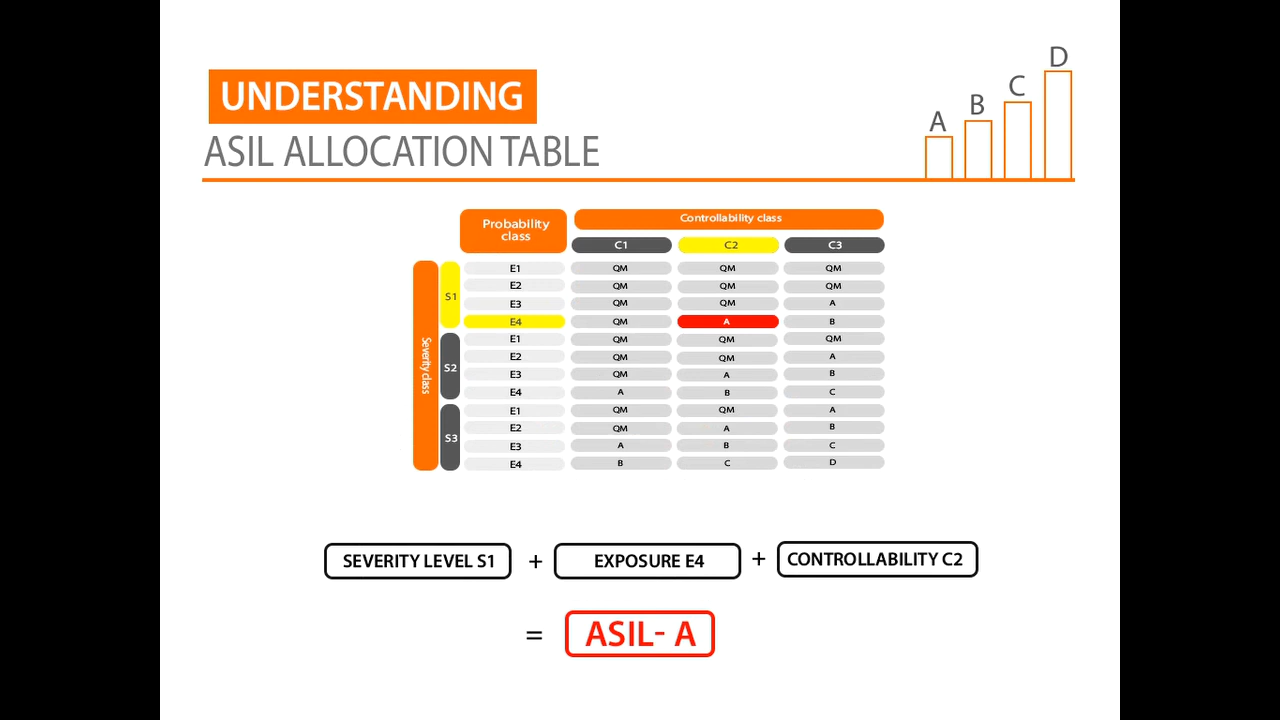 UNDERSTANDING
ASIL ALLOCATION TABLE
A B C D
Probability class
Controllability class
C1 C2 C3
Severity class
S1
E1 QM QM QM
E2 QM QM QM
E3 QM QM A
E4 QM A B
S2
E1 QM QM QM
E2 QM QM A
E3 QM A B
E4 A B C
S3
E1 QM QM A
E2 QM A B
E3 A B C
E4 B C D
SEVERITY LEVEL S1 + EXPOSURE E4 + CONTROLLABILITY C2
= ASIL- A